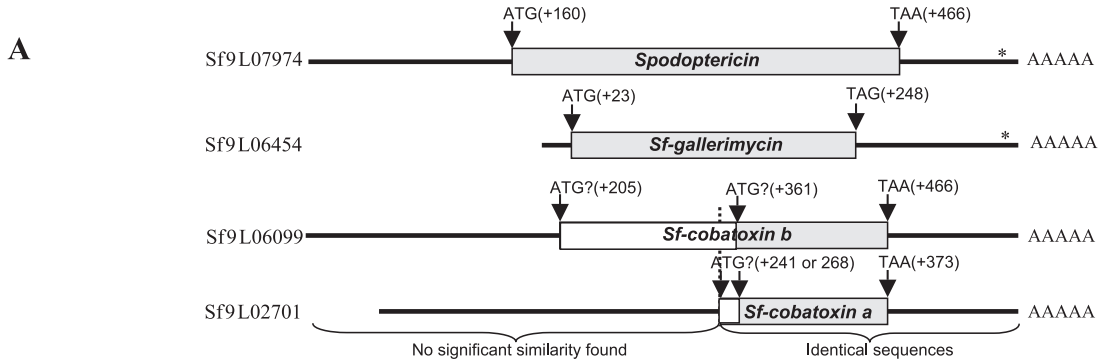 A
ATG(+160) TAA(+466)
Sf9L07974 Spodoptericin * AAAAA
ATG(+23) TAG(+248)
Sf9L06454 Sf-gallerimycin * AAAAA
ATG?(+205) ATG?(+361) TAA(+466)
Sf9L06099 Sf-cobatoxin b AAAAA
ATG?(+241 or 268) TAA(+373)
Sf9L02701 Sf-cobatoxin a AAAAA
No significant similarity found Identical sequences